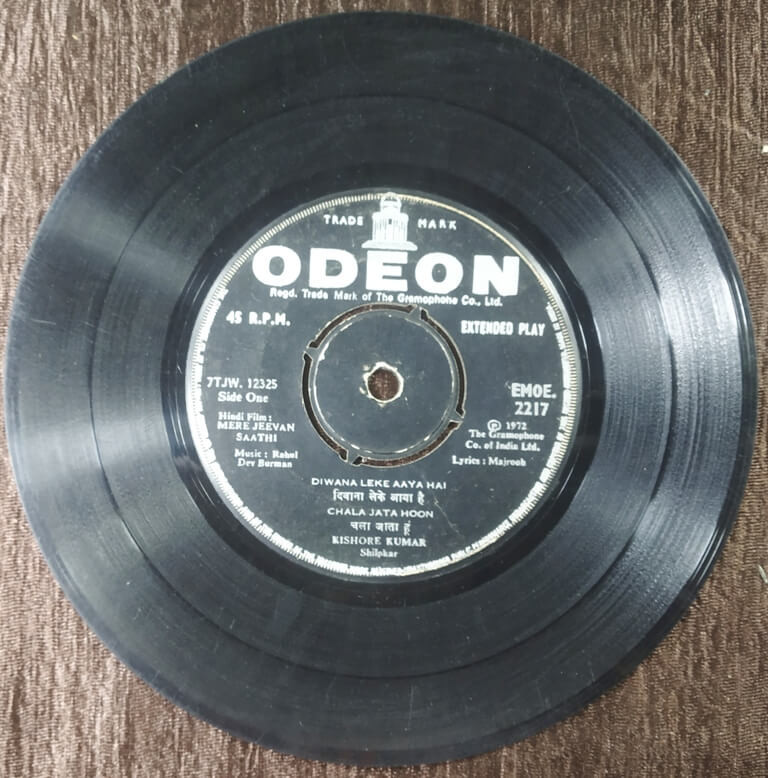 TRADE MARK
ODEON
Regd. Trade Mark of The Gramophone Co., Ltd.
45 R.P.M.
EXTENDED PLAY
7TJW. 12325
Side One
Hindi Film :
MERE JEEVAN
SAATHI
Music : Rahul
Dev Burman
EMOE.
2217
Ⓟ 1972
The Gramophone
Co. of India Ltd.
Lyrics : Majrooh
DIWANA LEKE AAYA HAI
दिवाना लेके आया है
CHALA JATA HOON
चला जाता हूं
KISHORE KUMAR
Shilpkar